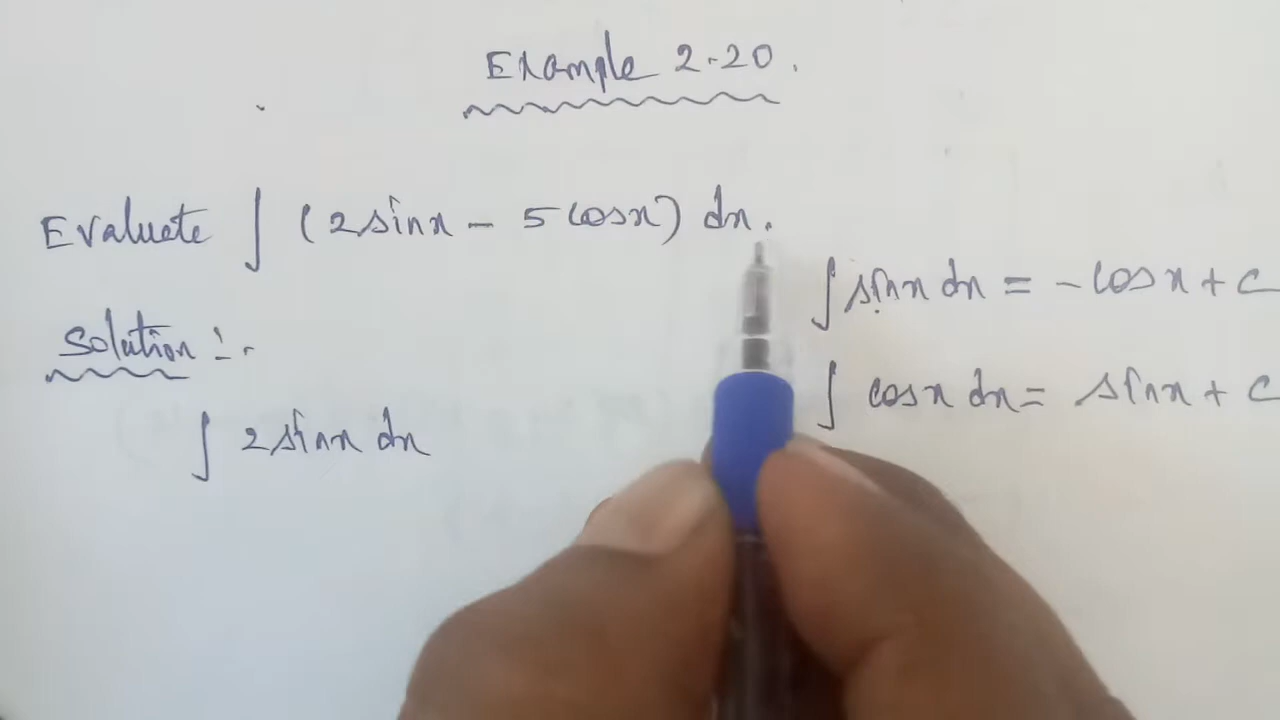 Example 2.20.
Evaluate ∫ (2sinx - 5cosx) dx.
∫ sinx dx = -cosx + c
Solution :-
∫ cosx dx = sinx + c
∫ 2sinx dx